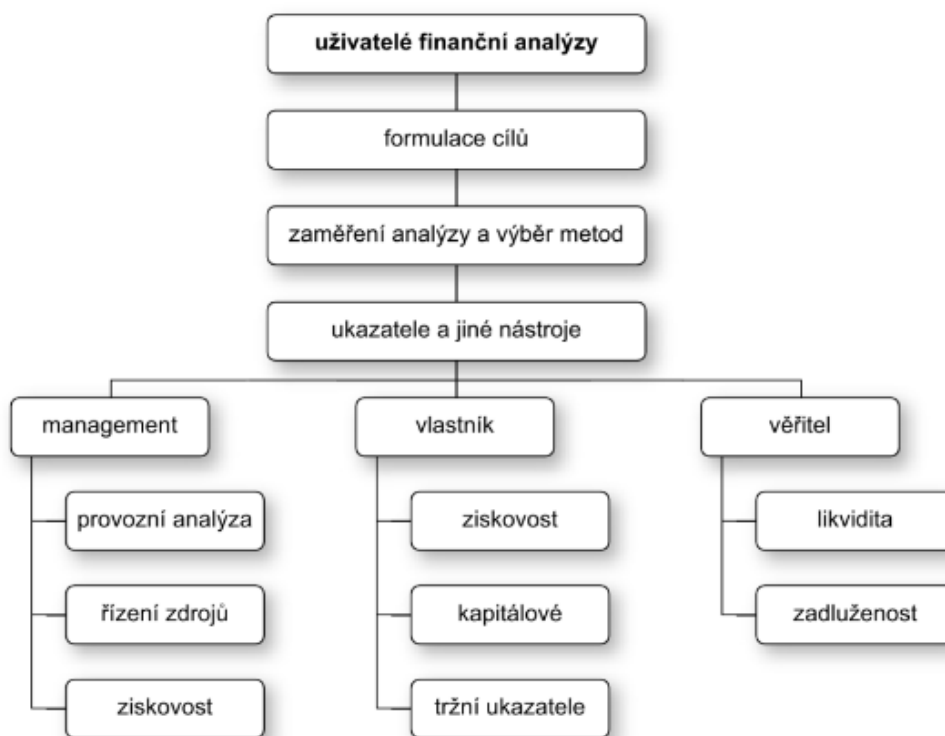 uživatelé finanční analýzy
formulace cílů
zaměření analýzy a výběr metod
ukazatele a jiné nástroje
management
vlastník
věřitel
provozní analýza
ziskovost
likvidita
řízení zdrojů
kapitálové
zadluženost
ziskovost
tržní ukazatele